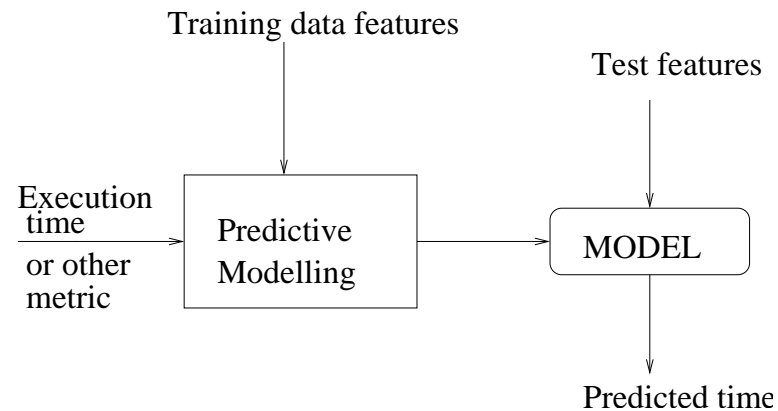 Training data features
Test features
Execution
time
or other
metric
Predictive
Modelling
MODEL
Predicted time